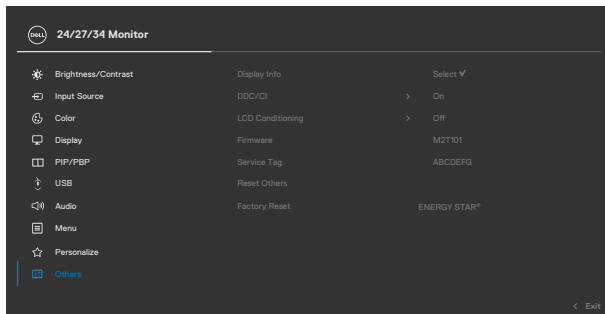 DELL 24/27/34 Monitor
Brightness/Contrast Display Info Select ✓
Input Source DDC/CI > On
Color LCD Conditioning > Off
Display Firmware M2T101
PIP/PBP Service Tag ABCDEFG
USB Reset Others
Audio Factory Reset ENERGY STAR®
Menu
Personalize
Others
< Exit